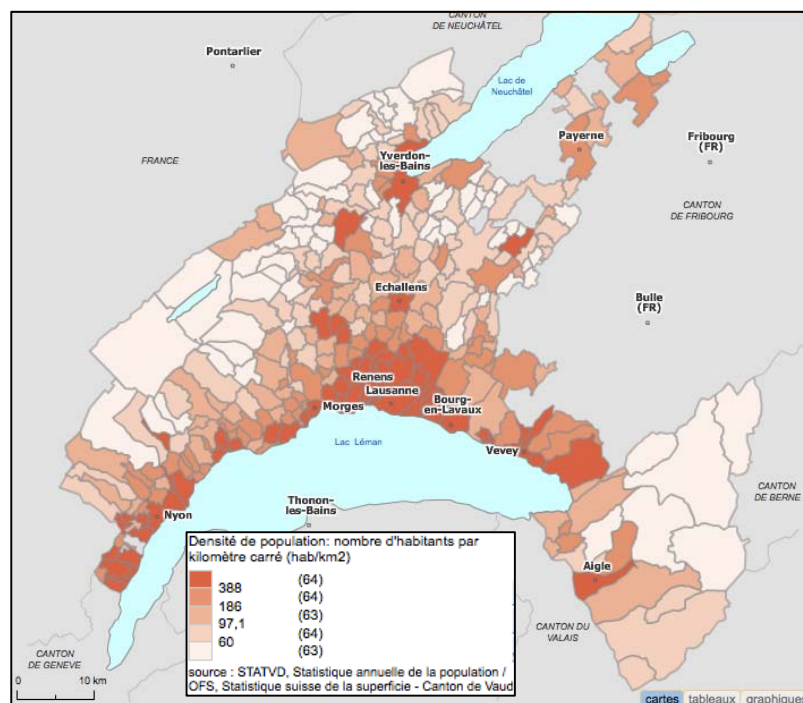 CANTON
DE NEUCHÂTEL
Pontarlier
Lac de
Neuchâtel
Payerne
Fribourg
(FR)
FRANCE
Yverdon-
les-Bains
CANTON
DE FRIBOURG
Echallens
Bulle
(FR)
Renens
Lausanne
Bourg-
en-Lavaux
Morges
Lac Léman
Vevey
CANTON
DE BERNE
Thonon-
les-Bains
Nyon
Densité de population: nombre d'habitants par
kilomètre carré (hab/km2)
(64)
388
(64)
186
(63)
97,1
(64)
60
(63)
source : STATVD, Statistique annuelle de la population /
OFS, Statistique suisse de la superficie - Canton de Vaud
Aigle
CANTON DU
VALAIS
CANTON
DE GENEVE
0 10 km
cartes tableaux graphiques